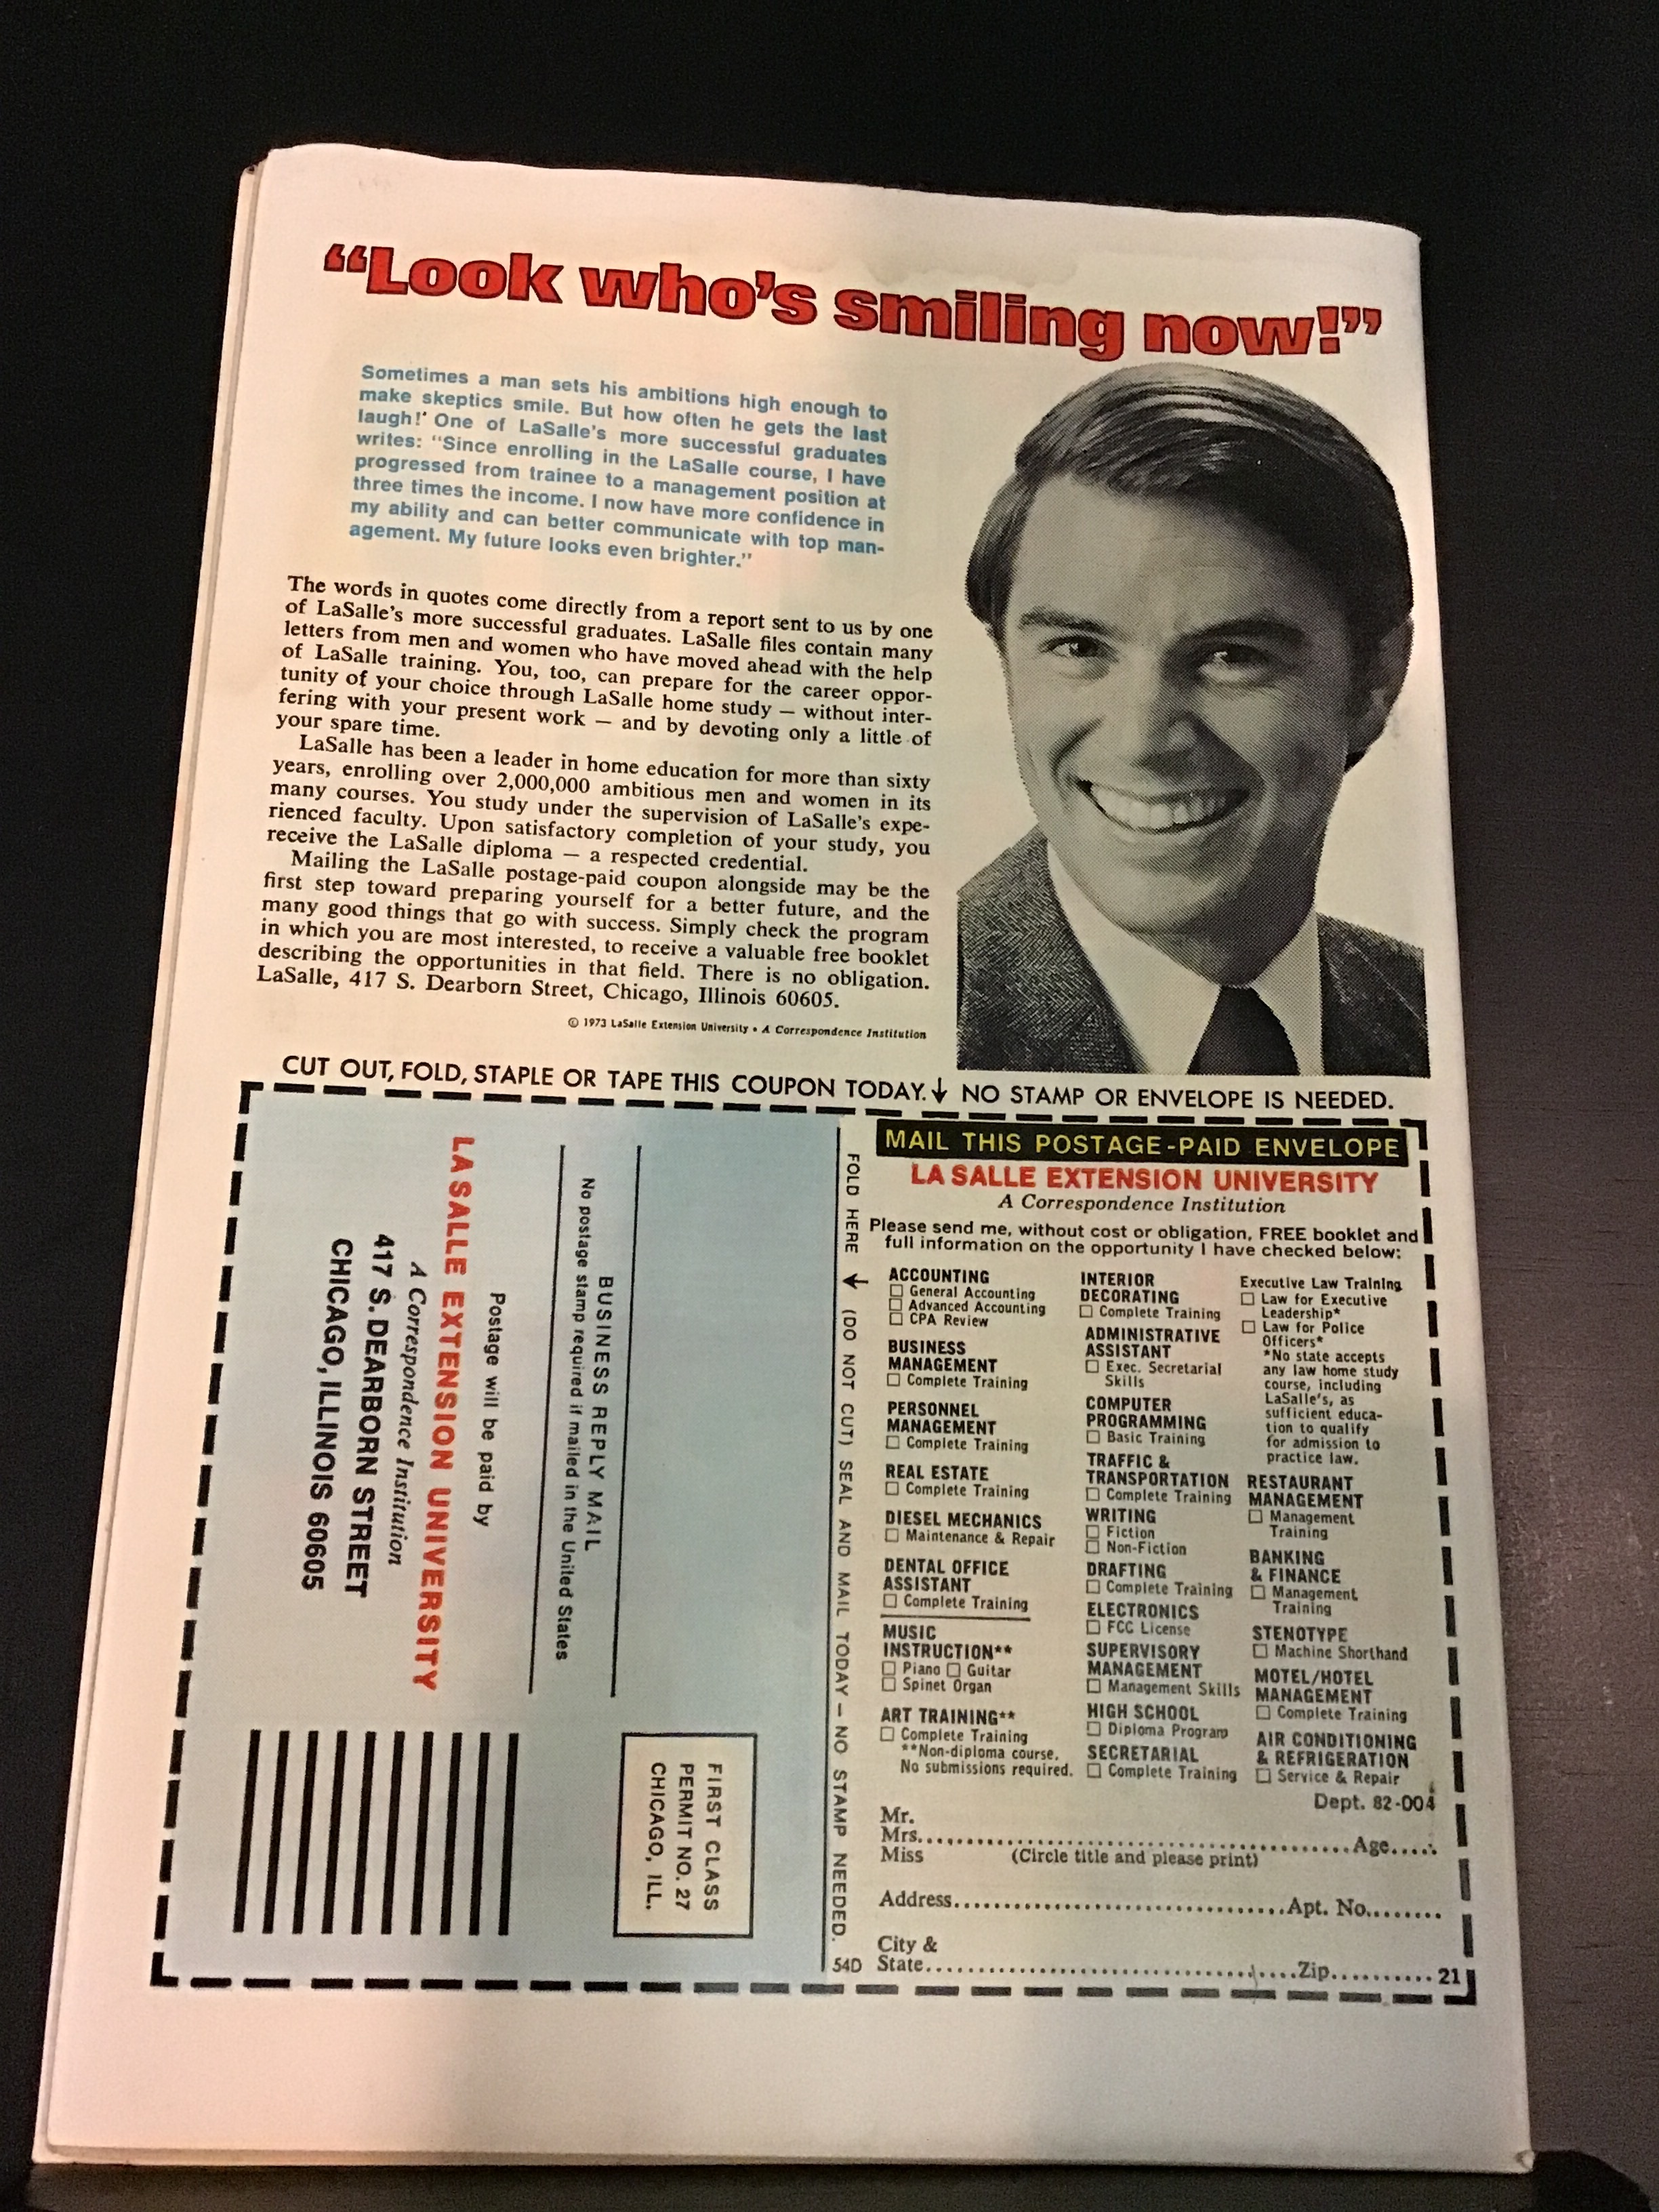 “Look who’s smiling now!”
Sometimes a man sets his ambitions high enough to
make skeptics smile. But how often he gets the last
laugh!' One of LaSalle's more successful graduates
writes: “Since enrolling in the LaSalle course, I have
progressed from trainee to a management position at
three times the income. I now have more confidence in
my ability and can better communicate with top man-
agement. My future looks even brighter.”
The words in quotes come directly from a report sent to us by one
of LaSalle's more successful graduates. LaSalle files contain many
letters from men and women who have moved ahead with the help
of LaSalle training. You, too, can prepare for the career oppor-
tunity of your choice through LaSalle home study — without inter-
fering with your present work — and by devoting only a little of
your spare time.
LaSalle has been a leader in home education for more than sixty
years, enrolling over 2,000,000 ambitious men and women in its
many courses. You study under the supervision of LaSalle's expe-
rienced faculty. Upon satisfactory completion of your study, you
receive the LaSalle diploma — a respected credential.
Mailing the LaSalle postage-paid coupon alongside may be the
first step toward preparing yourself for a better future, and the
many good things that go with success. Simply check the program
in which you are most interested, to receive a valuable free booklet
describing the opportunities in that field. There is no obligation.
LaSalle, 417 S. Dearborn Street, Chicago, Illinois 60605.
© 1973 LaSalle Extension University • A Correspondence Institution
CUT OUT, FOLD, STAPLE OR TAPE THIS COUPON TODAY.↓ NO STAMP OR ENVELOPE IS NEEDED.
FIRST CLASS
PERMIT NO. 27
CHICAGO, ILL.
BUSINESS REPLY MAIL
No postage stamp required if mailed in the United States
Postage will be paid by
LA SALLE EXTENSION UNIVERSITY
A Correspondence Institution
417 S. DEARBORN STREET
CHICAGO, ILLINOIS 60605
FOLD HERE ↓ (DO NOT CUT) SEAL AND MAIL TODAY — NO STAMP NEEDED.
54D
MAIL THIS POSTAGE-PAID ENVELOPE
LA SALLE EXTENSION UNIVERSITY
A Correspondence Institution
Please send me, without cost or obligation, FREE booklet and
full information on the opportunity I have checked below:
ACCOUNTING
☐ General Accounting
☐ Advanced Accounting
☐ CPA Review
BUSINESS
MANAGEMENT
☐ Complete Training
PERSONNEL
MANAGEMENT
☐ Complete Training
REAL ESTATE
☐ Complete Training
DIESEL MECHANICS
☐ Maintenance & Repair
DENTAL OFFICE
ASSISTANT
☐ Complete Training
MUSIC
INSTRUCTION**
☐ Piano ☐ Guitar
☐ Spinet Organ
ART TRAINING**
☐ Complete Training
**Non-diploma course.
No submissions required.
INTERIOR
DECORATING
☐ Complete Training
ADMINISTRATIVE
ASSISTANT
☐ Exec. Secretarial
Skills
COMPUTER
PROGRAMMING
☐ Basic Training
TRAFFIC &
TRANSPORTATION
☐ Complete Training
WRITING
☐ Fiction
☐ Non-Fiction
DRAFTING
☐ Complete Training
ELECTRONICS
☐ FCC License
SUPERVISORY
MANAGEMENT
☐ Management Skills
HIGH SCHOOL
☐ Diploma Program
SECRETARIAL
☐ Complete Training
Executive Law Training
☐ Law for Executive
Leadership*
☐ Law for Police
Officers*
*No state accepts
any law home study
course, including
LaSalle's, as
sufficient educa-
tion to qualify
for admission to
practice law.
RESTAURANT
MANAGEMENT
☐ Management
Training
BANKING
& FINANCE
☐ Management
Training
STENOTYPE
☐ Machine Shorthand
MOTEL/HOTEL
MANAGEMENT
☐ Complete Training
AIR CONDITIONING
& REFRIGERATION
☐ Service & Repair
Dept. 82-004
Mr.
Mrs. Age
Miss (Circle title and please print)
Address Apt. No.
City &
State Zip 21